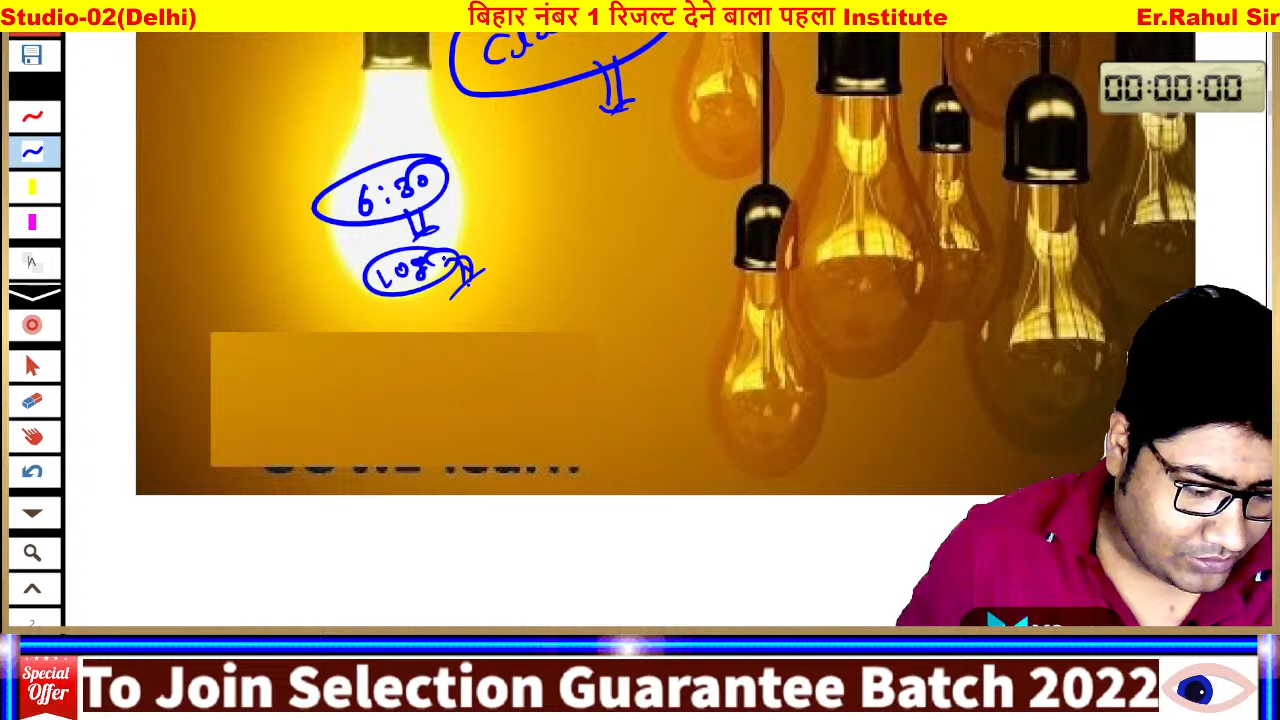 Studio-02(Delhi) बिहार नंबर 1 रिजल्ट देने बाला पहला Institute Er.Rahul Sir
00:00:00
6:30
Special
Offer
To Join Selection Guarantee Batch 2022